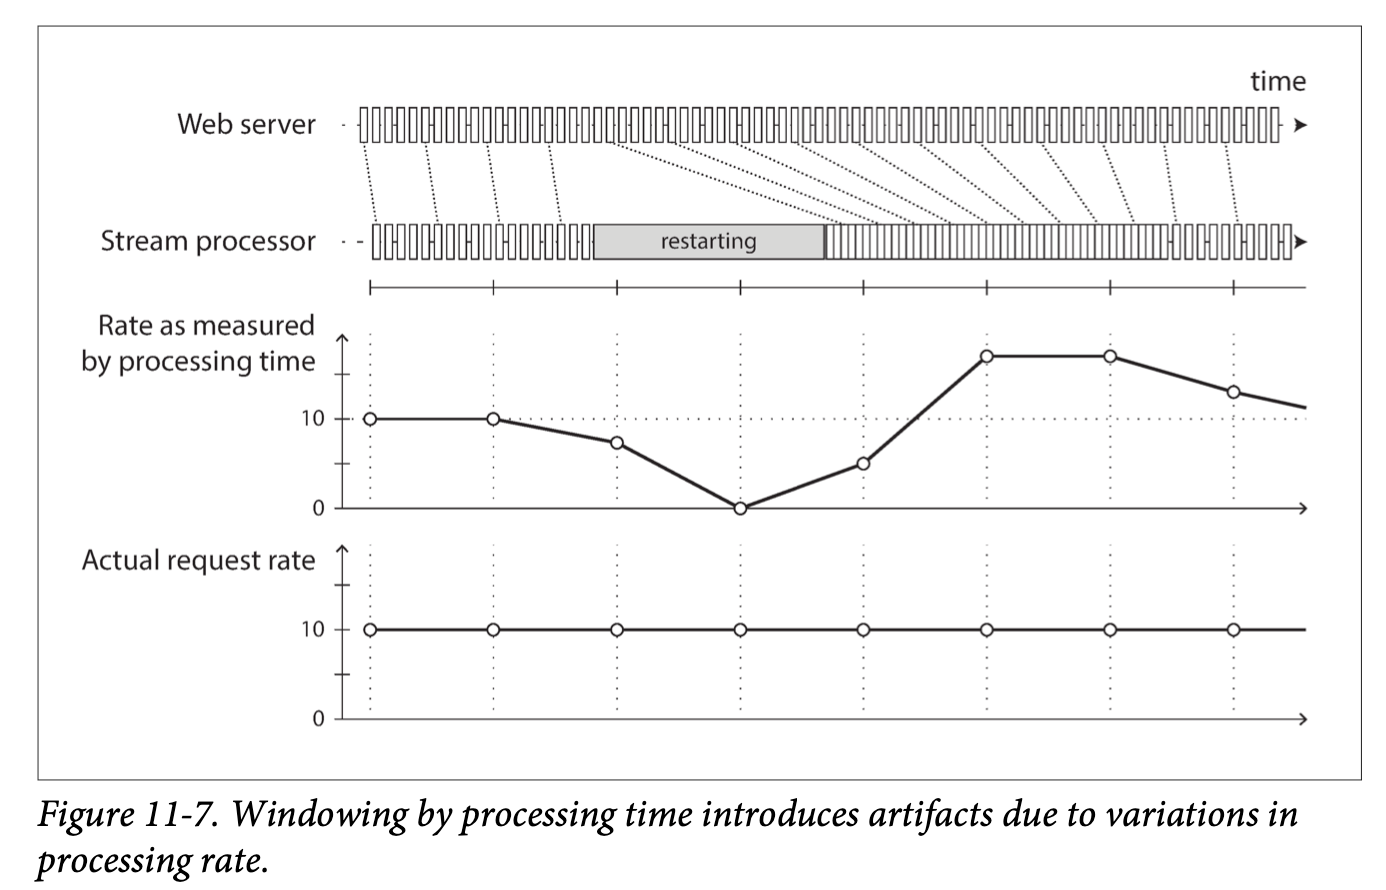 time
Web server
Stream processor
restarting
Rate as measured
by processing time
10
0
Actual request rate
10
0
Figure 11-7. Windowing by processing time introduces artifacts due to variations in
processing rate.